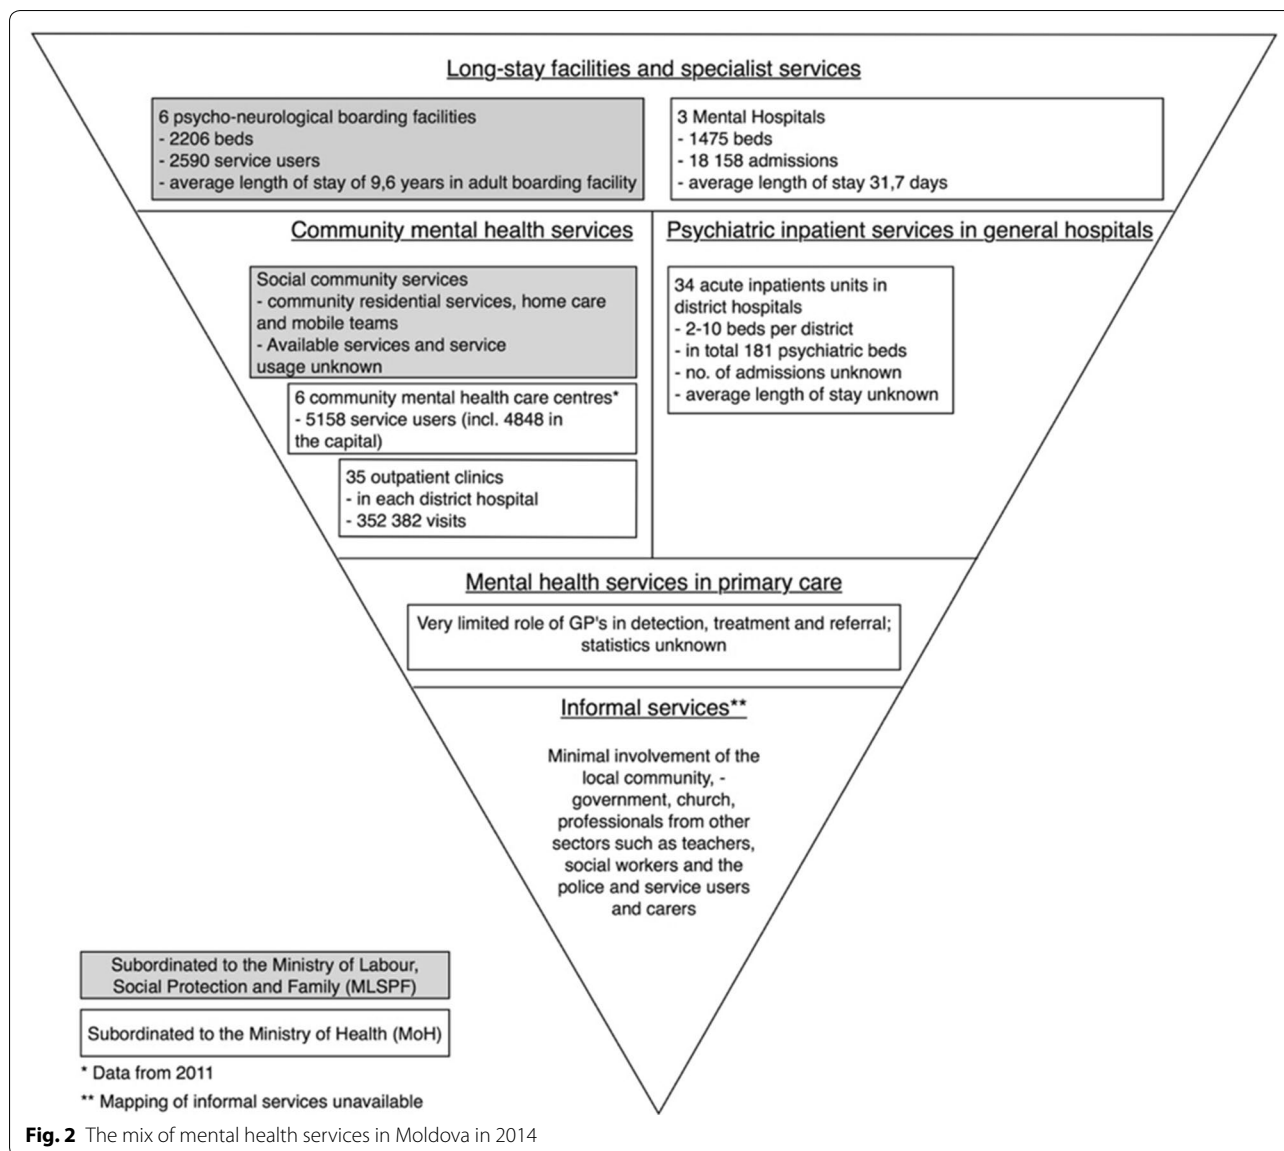 Long-stay facilities and specialist services
6 psycho-neurological boarding facilities
- 2206 beds
- 2590 service users
- average length of stay of 9,6 years in adult boarding facility
3 Mental Hospitals
- 1475 beds
- 18 158 admissions
- average length of stay 31,7 days
Community mental health services
Social community services
- community residential services, home care
and mobile teams
- Available services and service
usage unknown
6 community mental health care centres*
- 5158 service users (incl. 4848 in
the capital)
35 outpatient clinics
- in each district hospital
- 352 382 visits
Psychiatric inpatient services in general hospitals
34 acute inpatients units in
district hospitals
- 2-10 beds per district
- in total 181 psychiatric beds
- no. of admissions unknown
- average length of stay unknown
Mental health services in primary care
Very limited role of GP's in detection, treatment and referral;
statistics unknown
Informal services**
Minimal involvement of the
local community, -
government, church,
professionals from other
sectors such as teachers,
social workers and the
police and service users
and carers
Subordinated to the Ministry of Labour,
Social Protection and Family (MLSPF)
Subordinated to the Ministry of Health (MoH)
* Data from 2011
** Mapping of informal services unavailable
Fig. 2 The mix of mental health services in Moldova in 2014